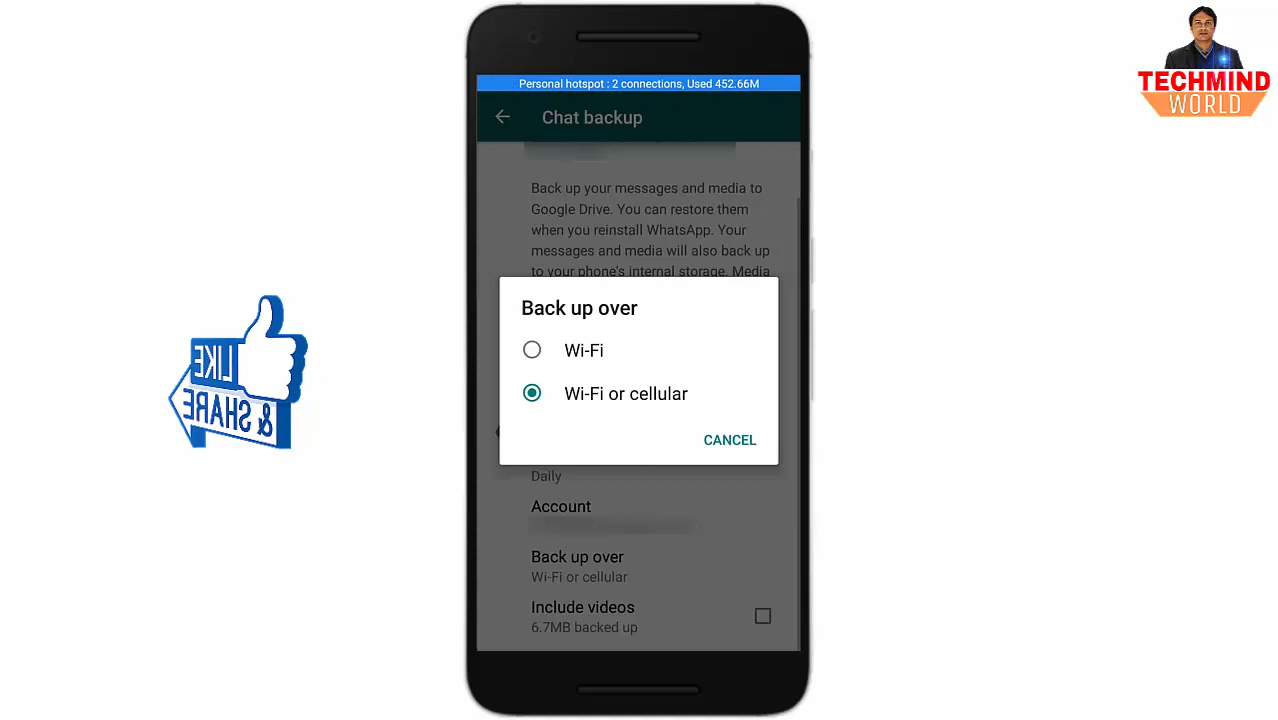 Personal hotspot : 2 connections, Used 452.66M
Chat backup
Back up your messages and media to
Google Drive. You can restore them
when you reinstall WhatsApp. Your
messages and media will also back up
to your phone's internal storage. Media
Back up over
Wi-Fi
Wi-Fi or cellular
CANCEL
Daily
Account
Back up over
Wi-Fi or cellular
Include videos
6.7MB backed up
LIKE
& SHARE
TECHMIND
WORLD